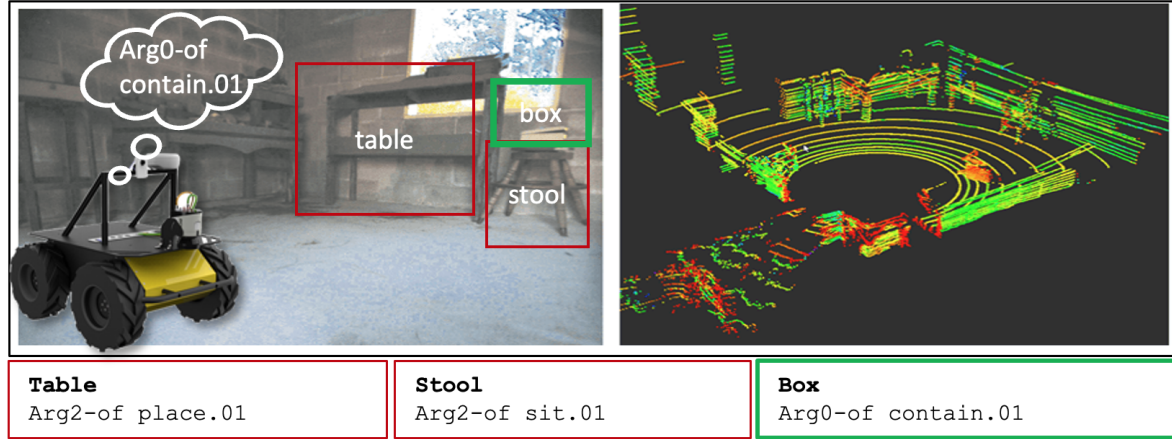 Arg0-of
contain.01
table
box
stool
Table
Arg2-of place.01
Stool
Arg2-of sit.01
Box
Arg0-of contain.01